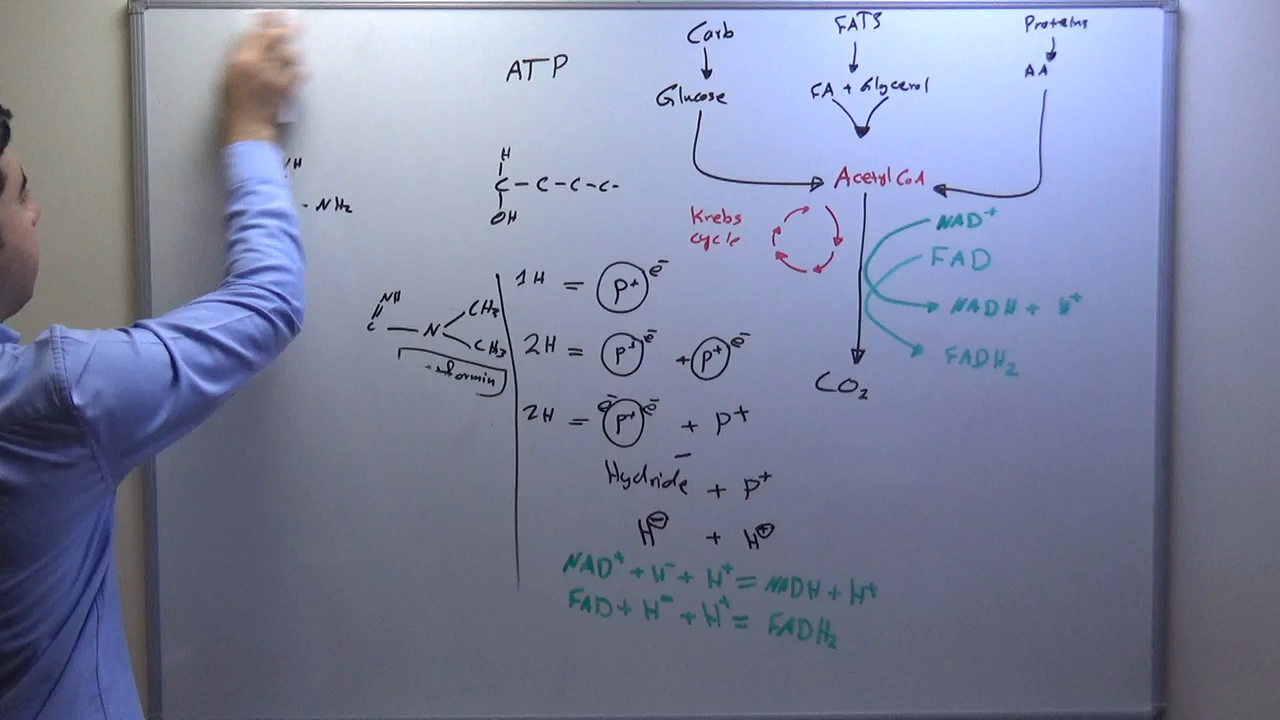 ATP
Carb
Glucose
FATS
FA + Glycerol
Proteins
AA
Acetyl CoA
Krebs
cycle
NAD⁺
FAD
NADH + H⁺
FADH₂
CO₂
NH
- NH₂
H
C - C - C - C -
OH
NH
C — N
CH₃
CH₃
formin
1H = P⁺ e⁻
2H = P⁺ e⁻ + P⁺ e⁻
2H = e⁻ P⁺ e⁻ + P⁺
Hydride⁻ + P⁺
H⊖ + H⊕
NAD⁺ + H⁻ + H⁺ = NADH + H⁺
FAD + H⁻ + H⁺ = FADH₂